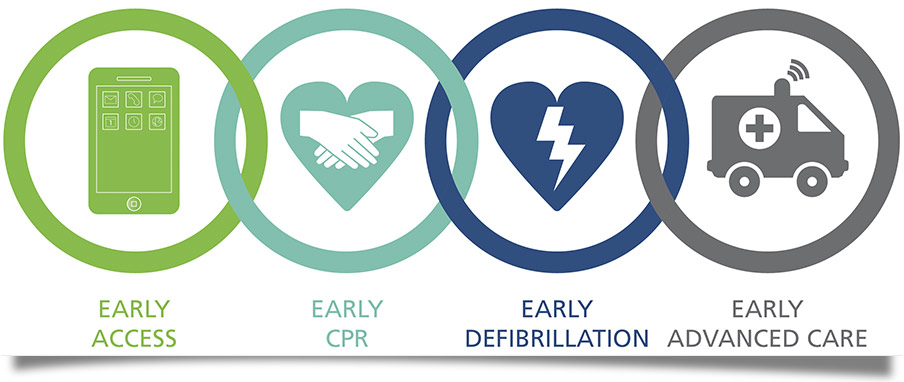 EARLY
ACCESS
EARLY
CPR
EARLY
DEFIBRILLATION
EARLY
ADVANCED CARE